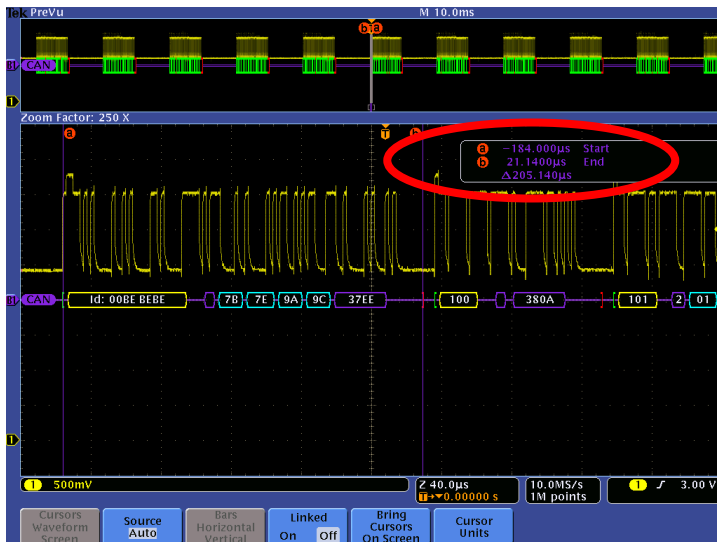 Tek PreVu M 10.0ms
b a
B1 CAN
1
Zoom Factor: 250 X
a T b
a -184.000µs Start
b 21.1400µs End
Δ205.140µs
B1 CAN Id: 00BE BEBE 7B 7E 9A 9C 37EE 100 380A 101 2 01
1
1 500mV Z 40.0µs 10.0MS/s 1 3.00 V
T→▼0.00000 s 1M points
Cursors Waveform Screen
Source Auto
Bars Horizontal Vertical
Linked On Off
Bring Cursors On Screen
Cursor Units